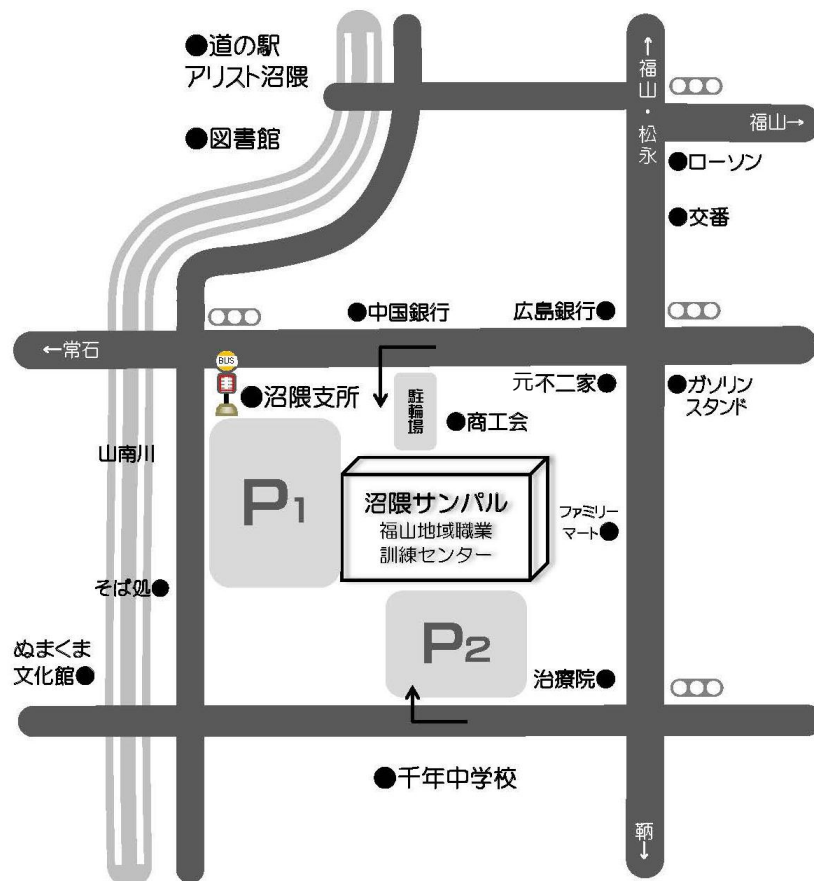 ●道の駅
アリスト沼隈
↑福山・松永
福山→
●図書館
●ローソン
●交番
●中国銀行
広島銀行●
←常石
BUS
●沼隈支所
駐輪場
●商工会
元不二家●
●ガソリン
スタンド
山南川
P1
沼隈サンパル
福山地域職業
訓練センター
ファミリー
マート●
そば処●
ぬまくま
文化館●
P2
治療院●
●千年中学校
鞆→